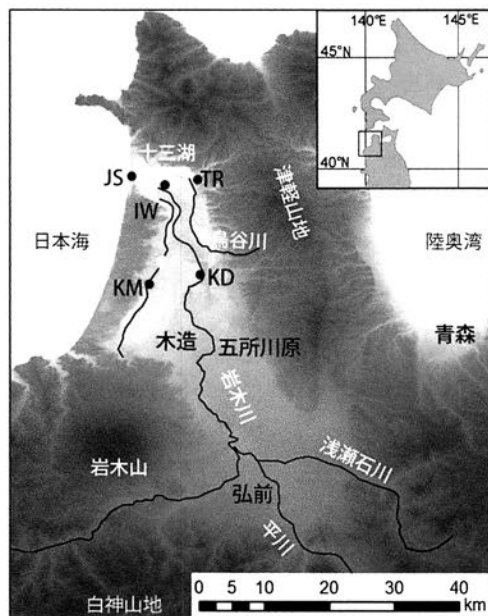 140°E 145°E
45°N
40°N
十三湖
JS
TR
IW
津軽山地
日本海
鳥谷川
陸奥湾
KM
KD
木造
五所川原
青森
岩木川
岩木山
浅瀬石川
弘前
平川
白神山地
0 5 10 20 30 40
km